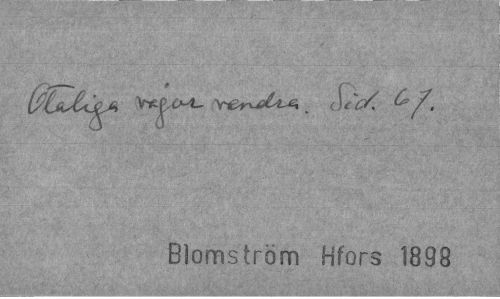 Otaliga vägar vandra. Sid. 67.
Blomström Hfors 1898